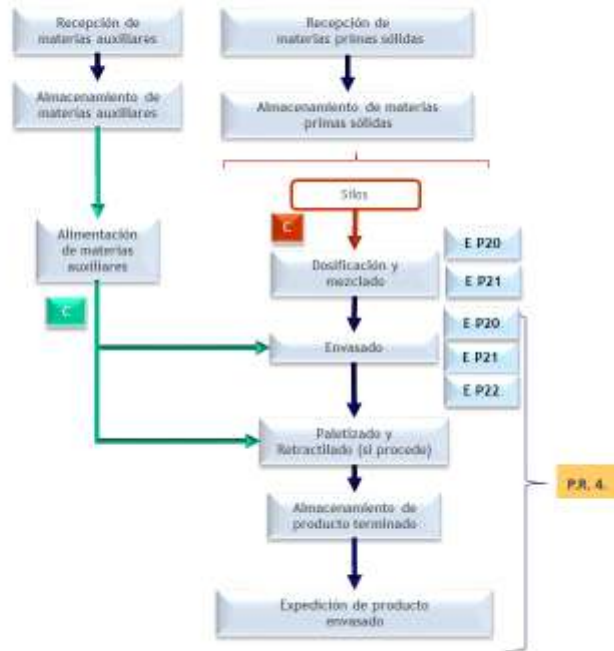 Recepción de
materias auxiliares
Recepción de
materias primas sólidas
Almacenamiento de
materias auxiliares
Almacenamiento de materias
primas sólidas
Silos
C
Alimentación
de materias
auxiliares
E P20
Dosificación y
mezclado
E P21
C
E P20
Envasado
E P21
E P22
Paletizado y
Retractilado (si procede)
P.R. 4.
Almacenamiento de
producto terminado
Expedición de producto
envasado